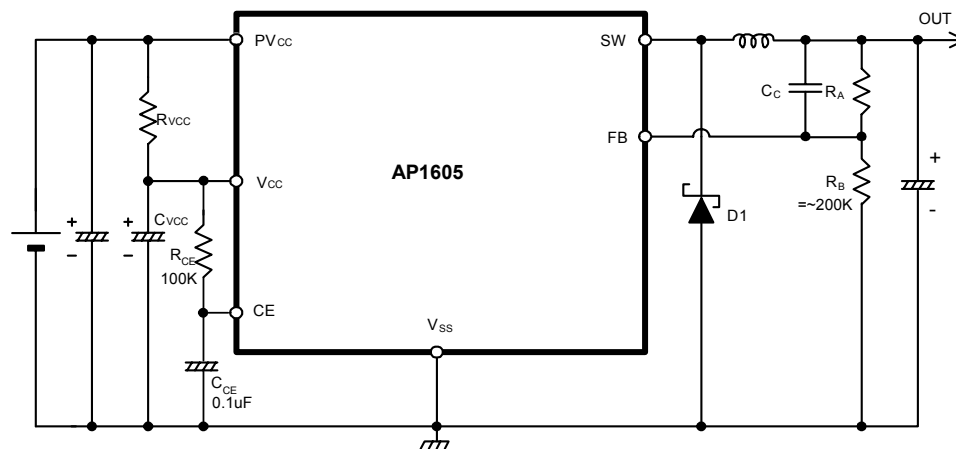 OUT
PVCC
SW
RVCC
CC
RA
FB
AP1605
VCC
RB
=~200K
+
-
+
-
CVCC
+
-
D1
RCE
100K
CE
VSS
CCE
0.1uF